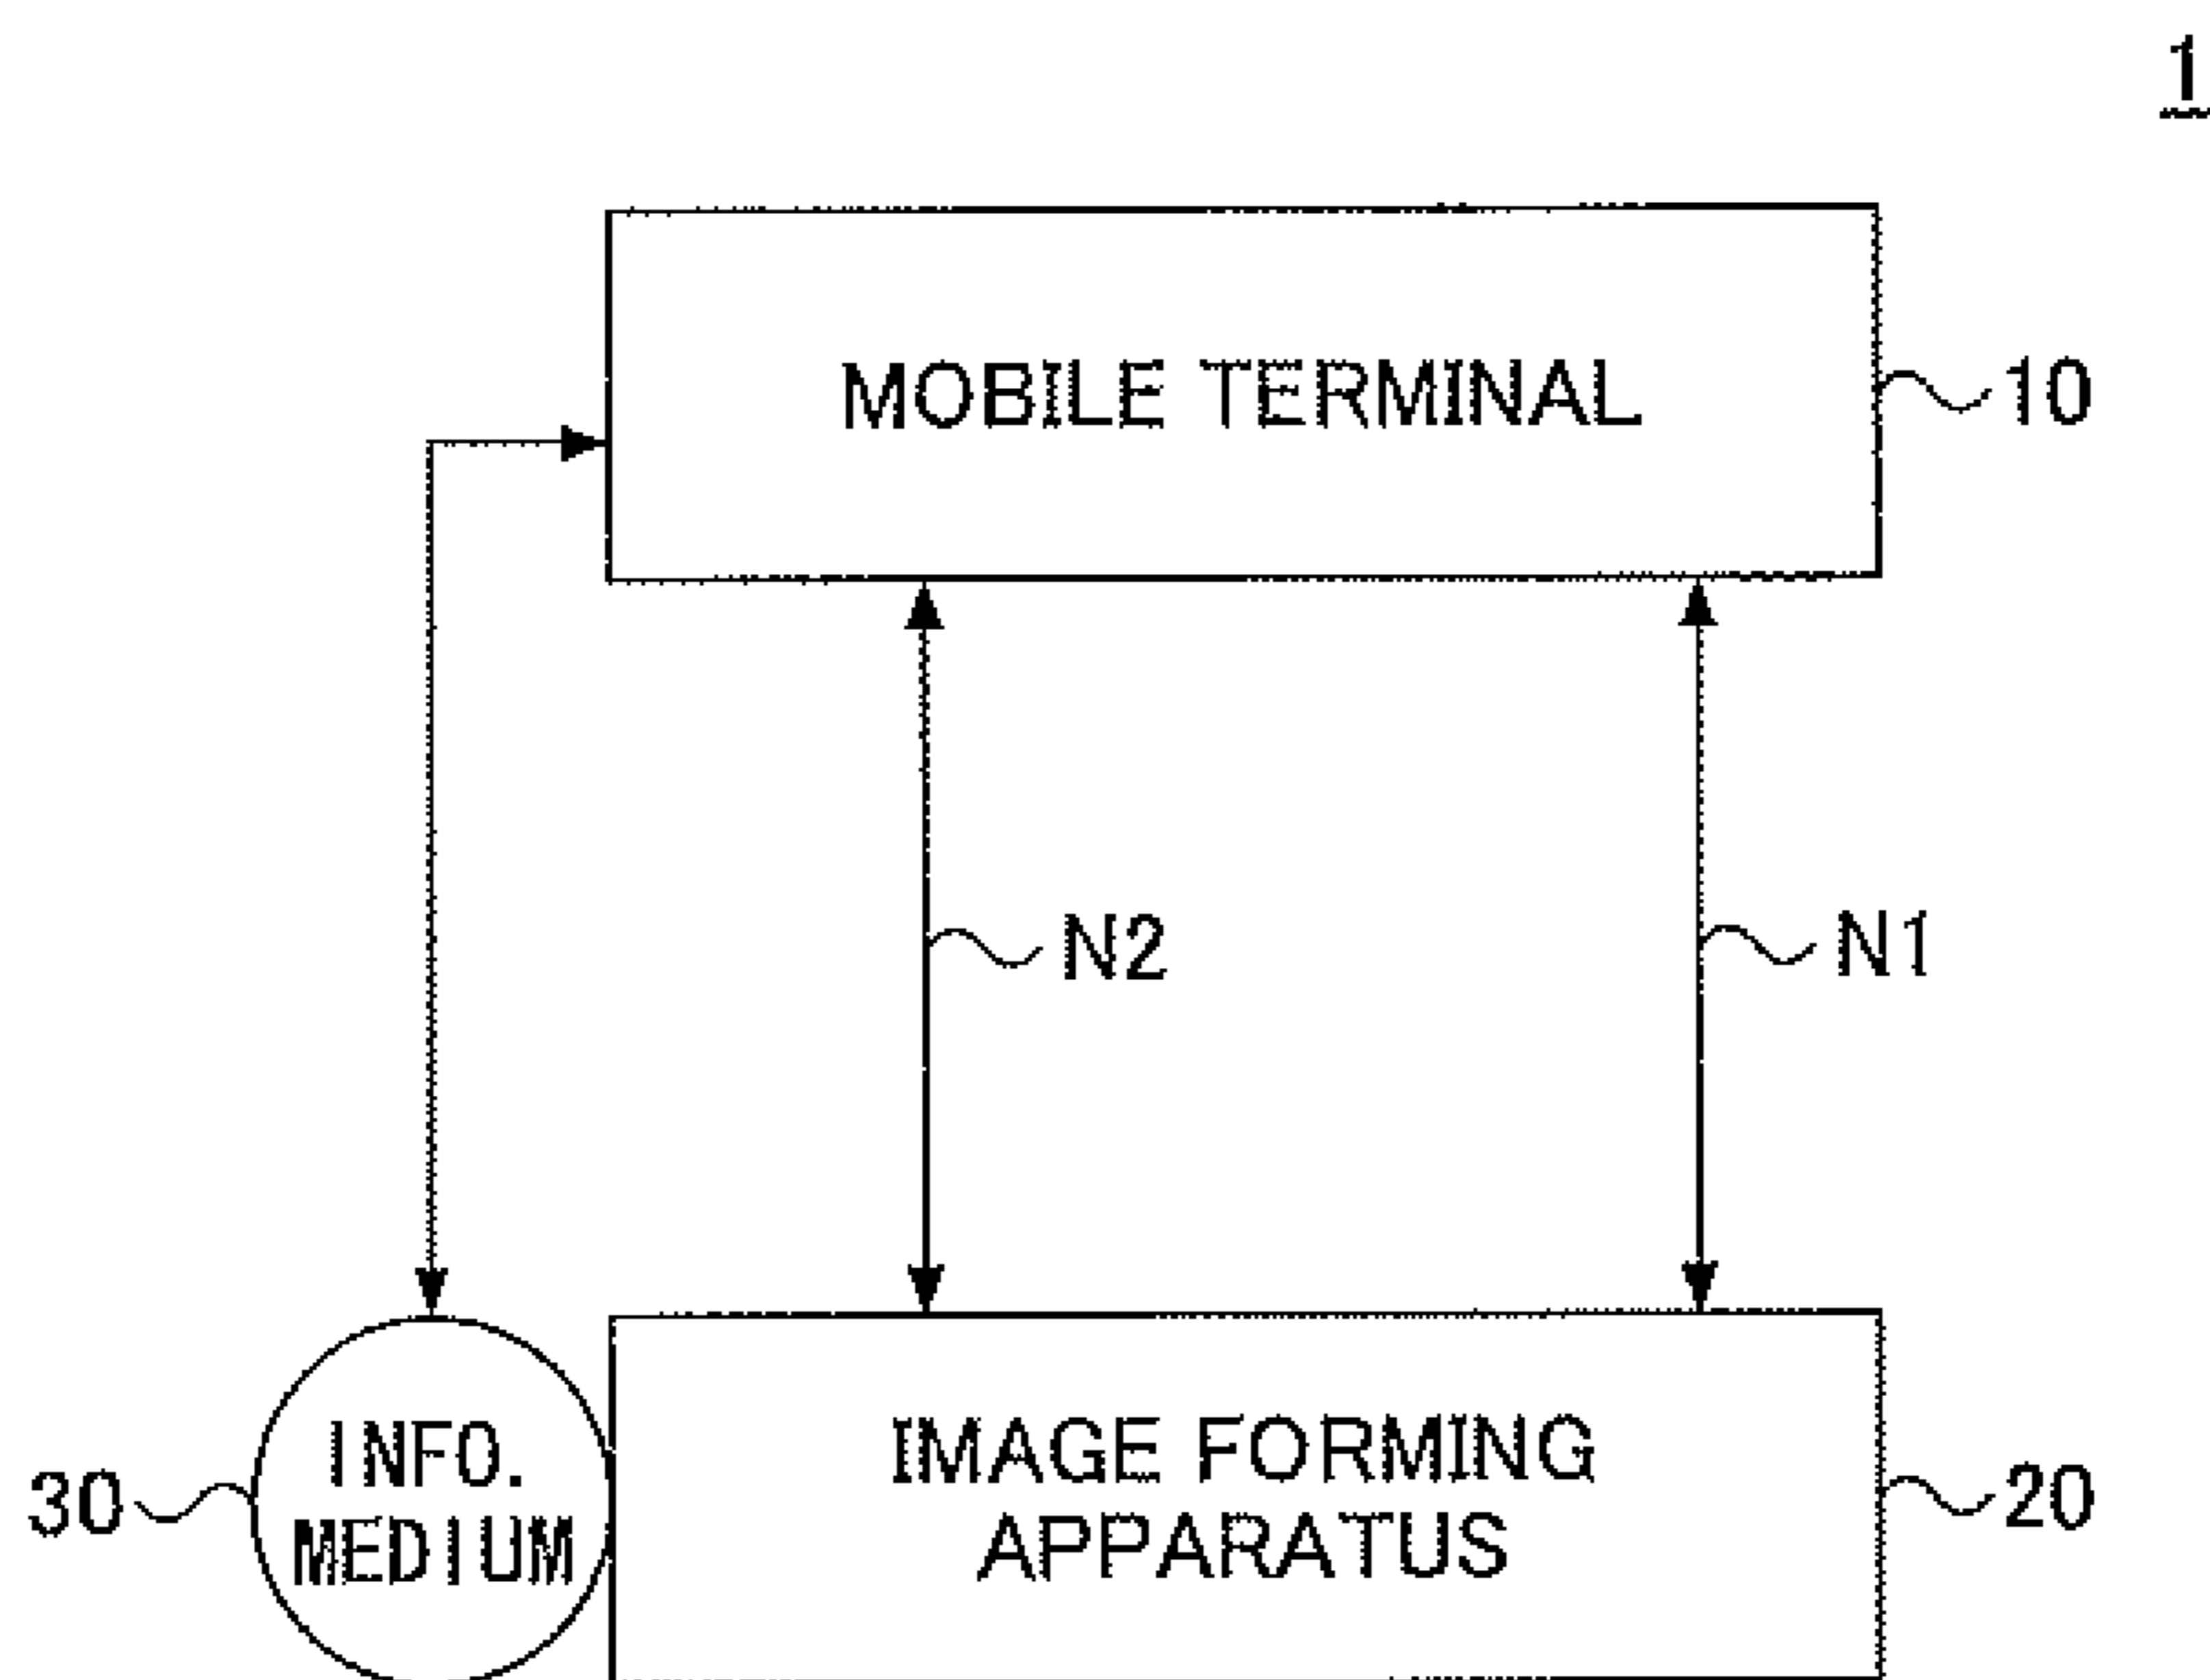 1
MOBILE TERMINAL
10
N2
N1
INFO.
MEDIUM
30
IMAGE FORMING
APPARATUS
20